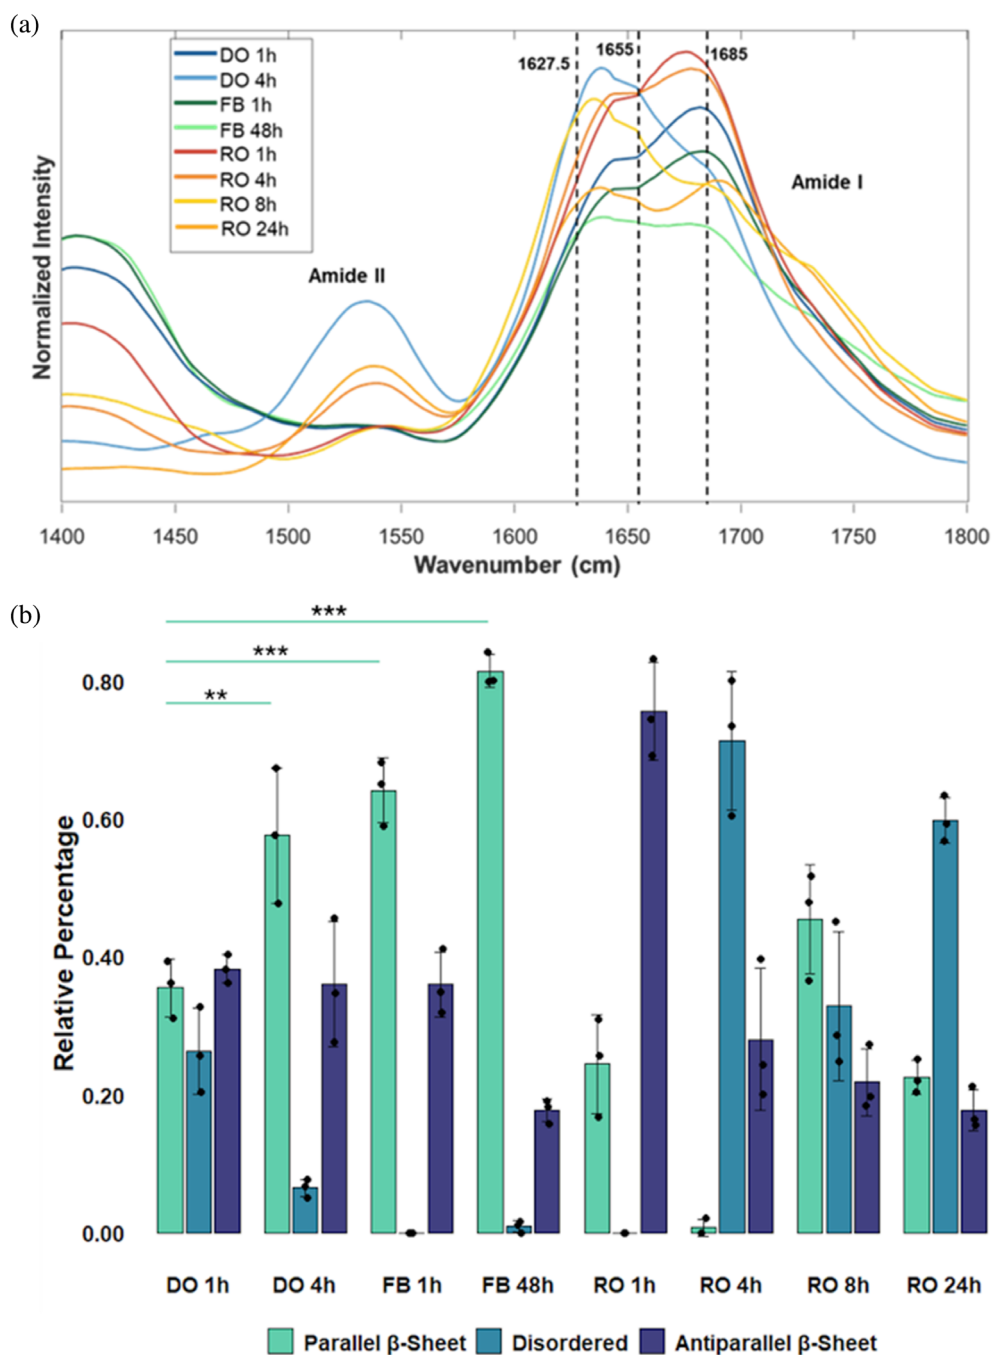 (a)
1627.5
1655
1685
DO 1h
DO 4h
FB 1h
FB 48h
RO 1h
RO 4h
RO 8h
RO 24h
Amide I
Amide II
Normalized Intensity
1400 1450 1500 1550 1600 1650 1700 1750 1800
Wavenumber (cm)
(b)
***
***
**
0.80
0.60
0.40
0.20
0.00
Relative Percentage
DO 1h DO 4h FB 1h FB 48h RO 1h RO 4h RO 8h RO 24h
Parallel β-Sheet Disordered Antiparallel β-Sheet